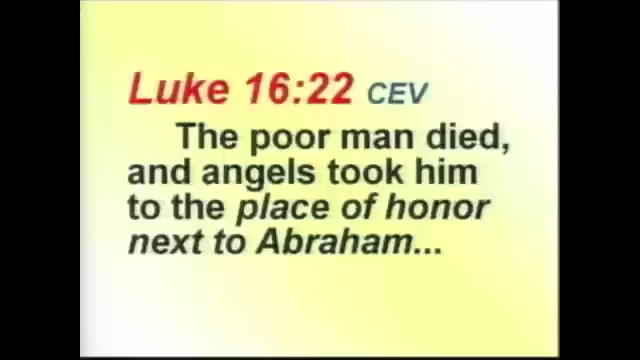 Luke 16:22 CEV
The poor man died,
and angels took him
to the place of honor
next to Abraham...